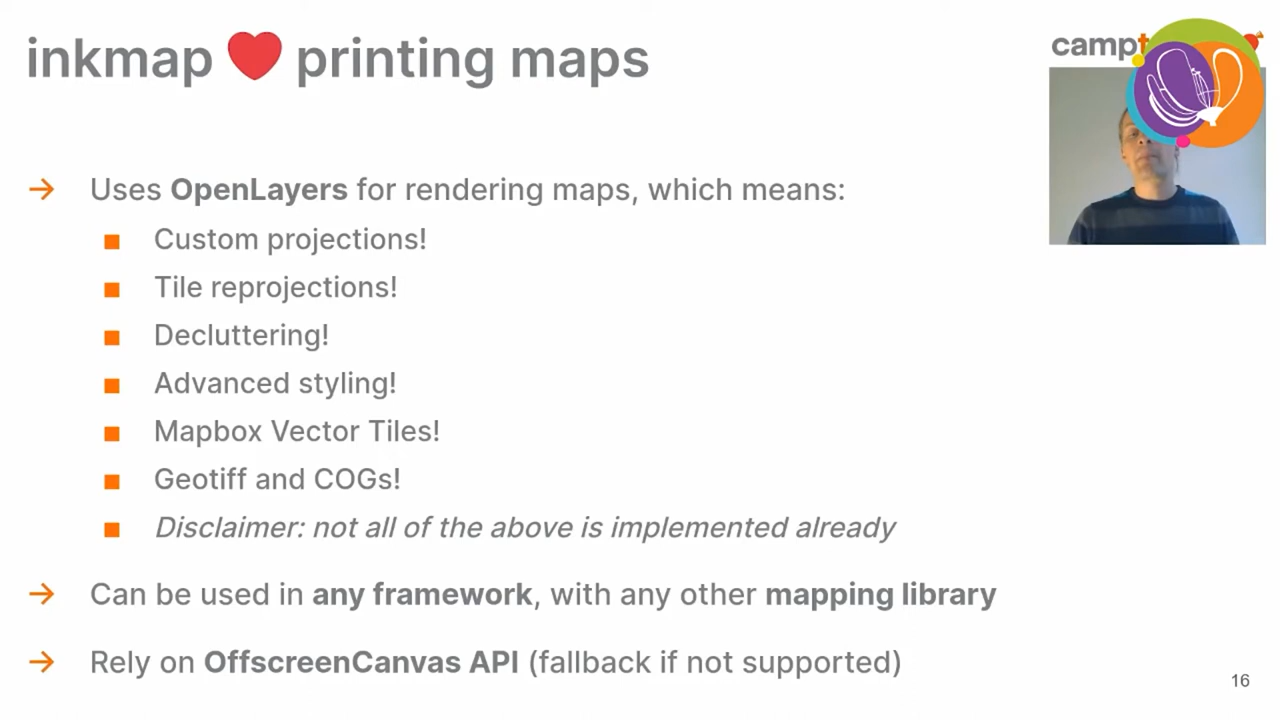 inkmap ❤ printing maps
camp
→ Uses OpenLayers for rendering maps, which means:
■ Custom projections!
■ Tile reprojections!
■ Decluttering!
■ Advanced styling!
■ Mapbox Vector Tiles!
■ Geotiff and COGs!
■ Disclaimer: not all of the above is implemented already
→ Can be used in any framework, with any other mapping library
→ Rely on OffscreenCanvas API (fallback if not supported)
16